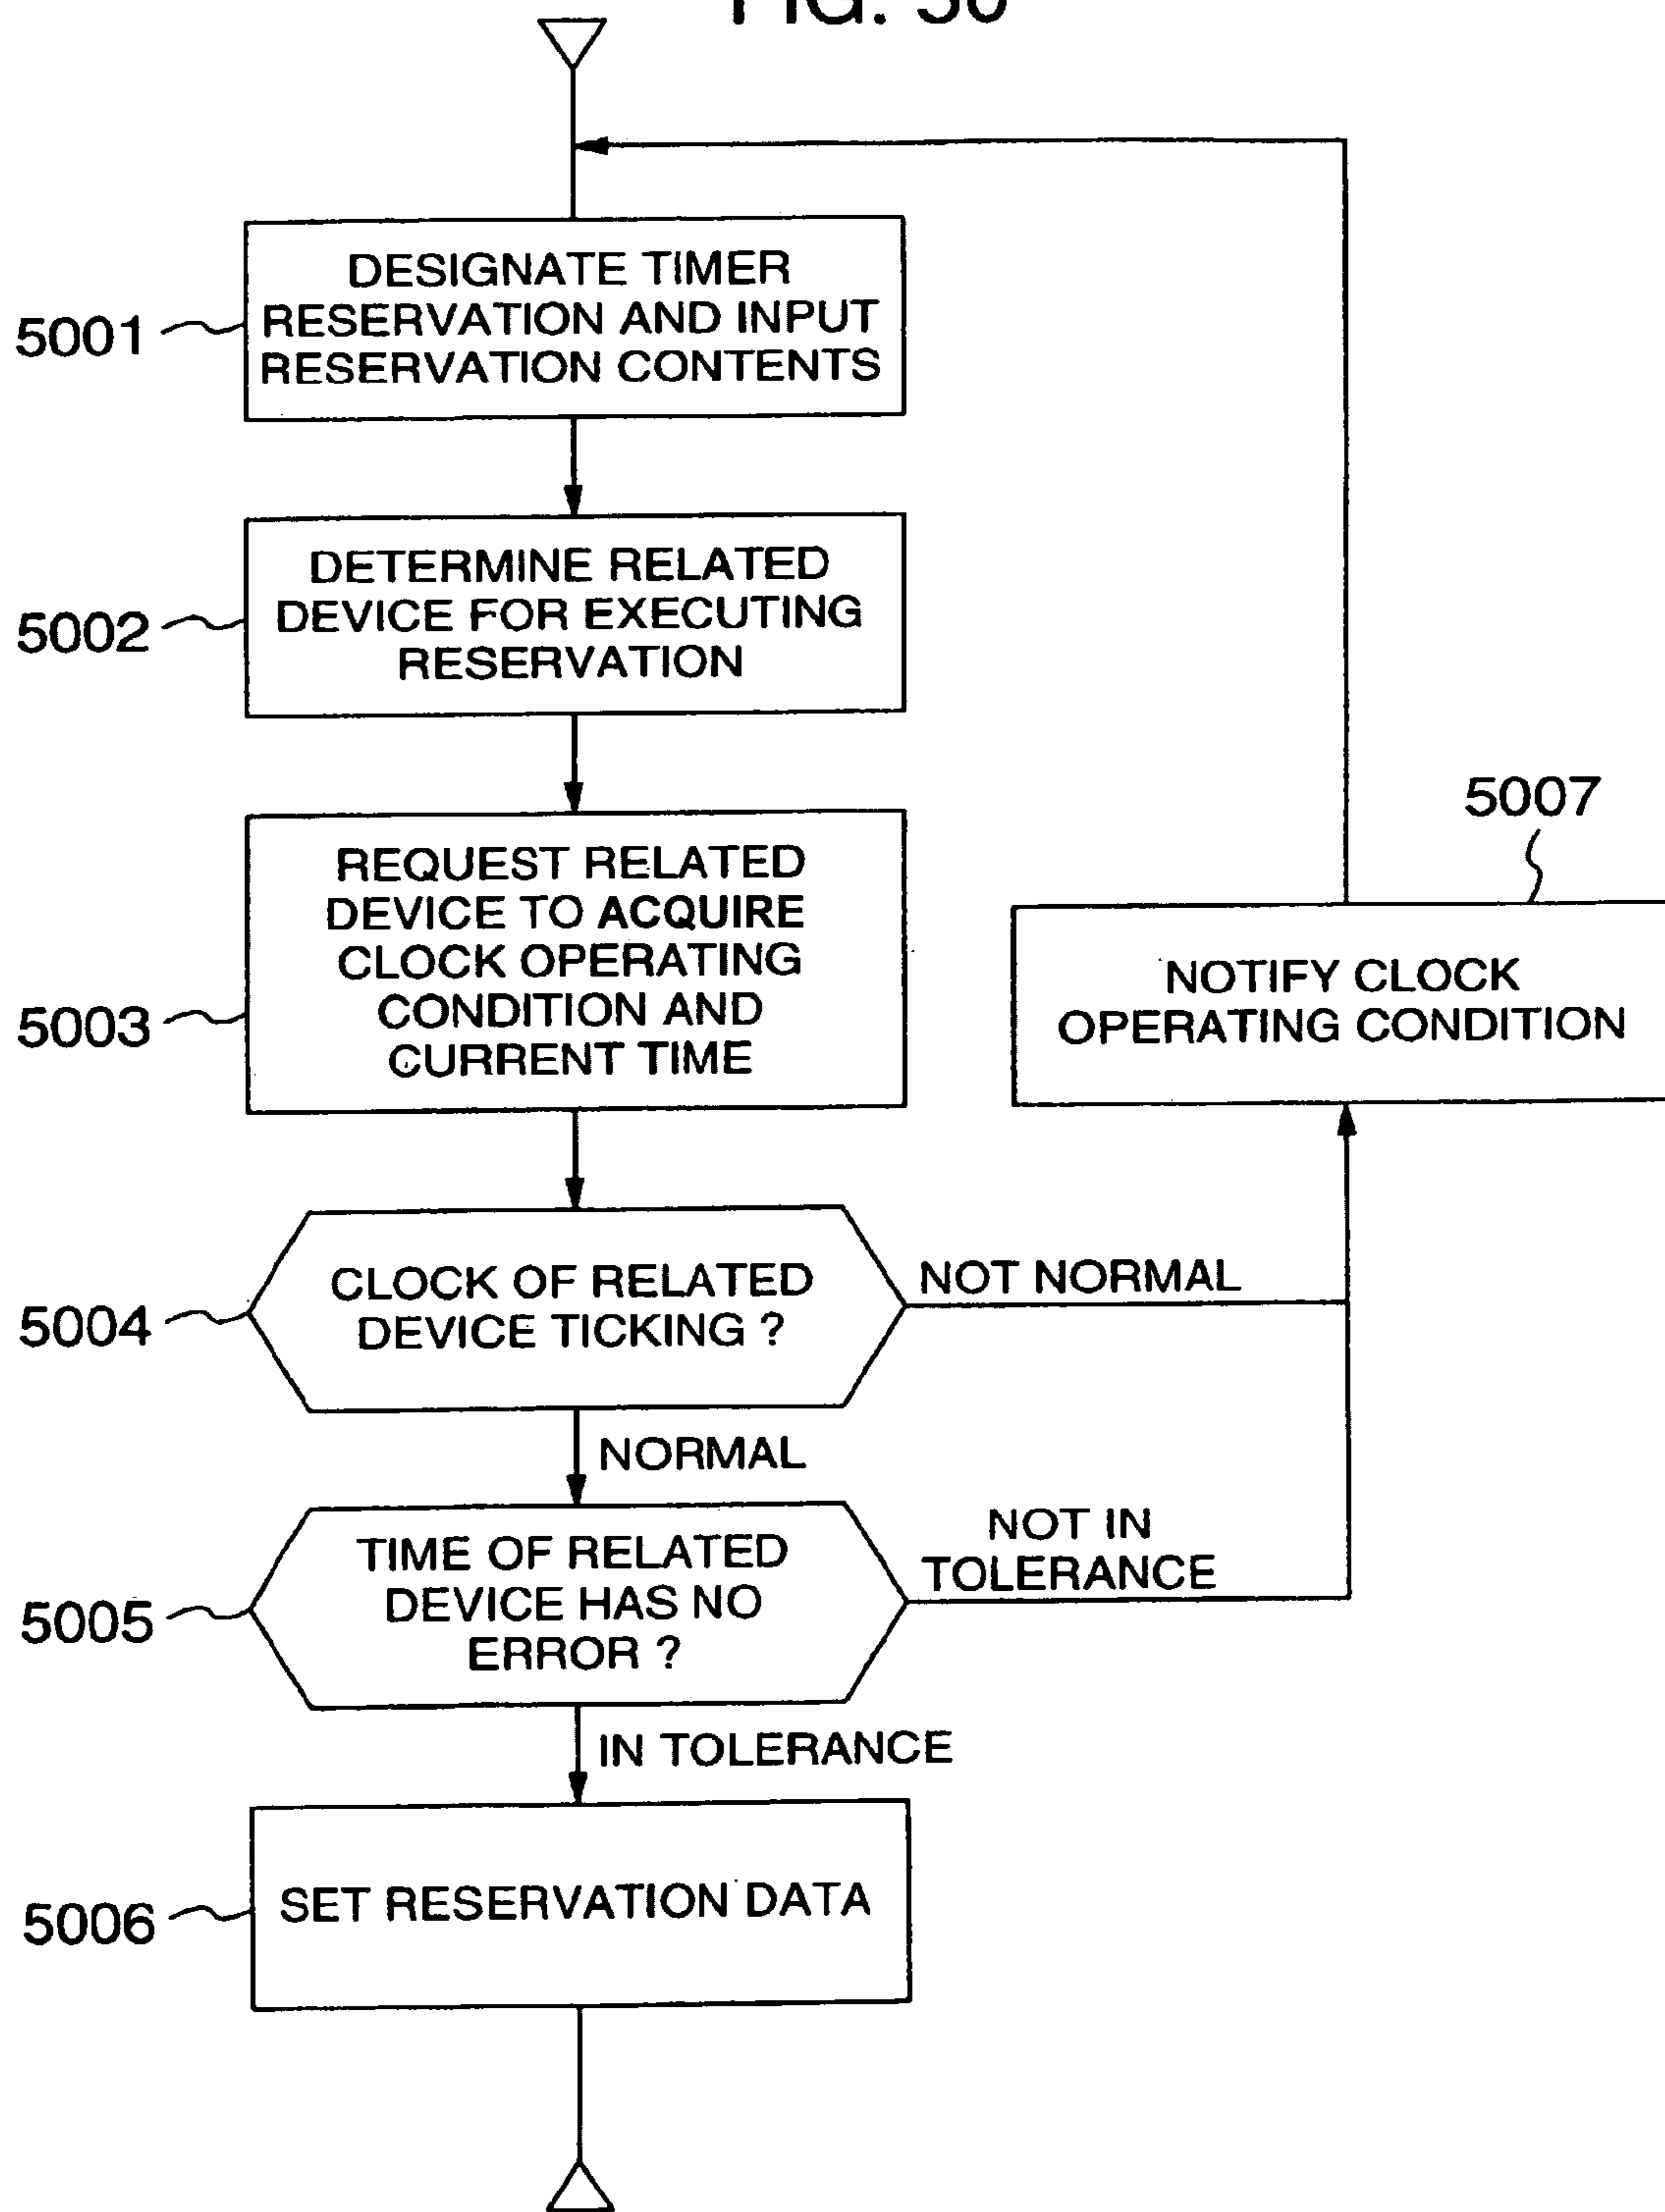 FIG. 50
DESIGNATE TIMER
RESERVATION AND INPUT
RESERVATION CONTENTS
5001
DETERMINE RELATED
DEVICE FOR EXECUTING
RESERVATION
5002
REQUEST RELATED
DEVICE TO ACQUIRE
CLOCK OPERATING
CONDITION AND
CURRENT TIME
5003
5007
NOTIFY CLOCK
OPERATING CONDITION
CLOCK OF RELATED
DEVICE TICKING ?
5004
NOT NORMAL
NORMAL
TIME OF RELATED
DEVICE HAS NO
ERROR ?
5005
NOT IN
TOLERANCE
IN TOLERANCE
SET RESERVATION DATA
5006